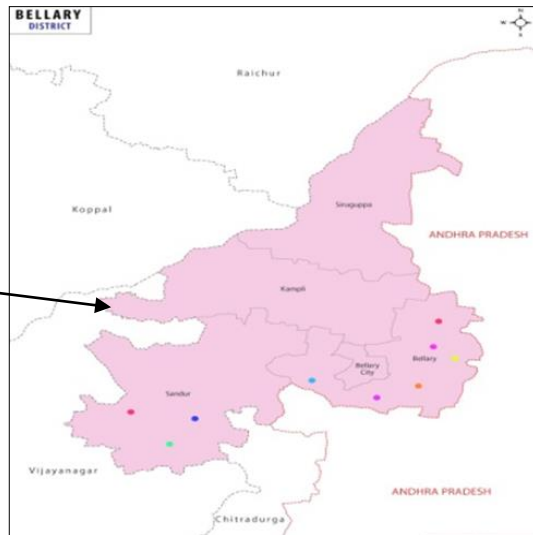 BELLARY
DISTRICT
N
W
E
S
Raichur
Koppal
Siruguppa
ANDHRA PRADESH
Kampli
Bellary
City
Bellary
Sandur
Vijayanagar
ANDHRA PRADESH
Chitradurga